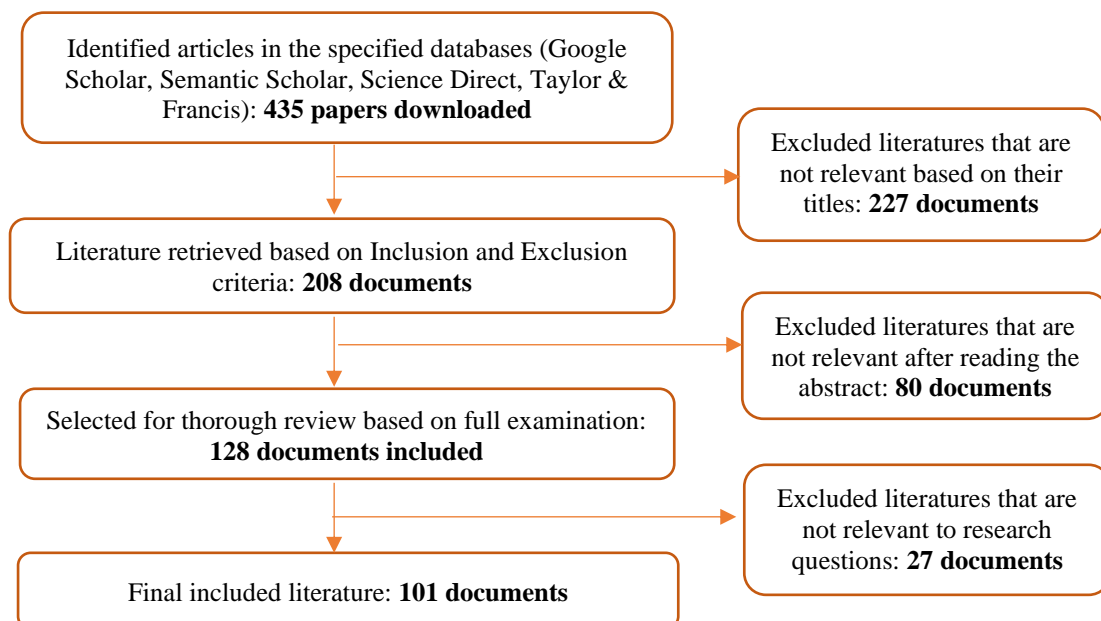 Identified articles in the specified databases (Google
Scholar, Semantic Scholar, Science Direct, Taylor &
Francis): 435 papers downloaded
Excluded literatures that are
not relevant based on their
titles: 227 documents
Literature retrieved based on Inclusion and Exclusion
criteria: 208 documents
Excluded literatures that are
not relevant after reading the
abstract: 80 documents
Selected for thorough review based on full examination:
128 documents included
Excluded literatures that are
not relevant to research
questions: 27 documents
Final included literature: 101 documents